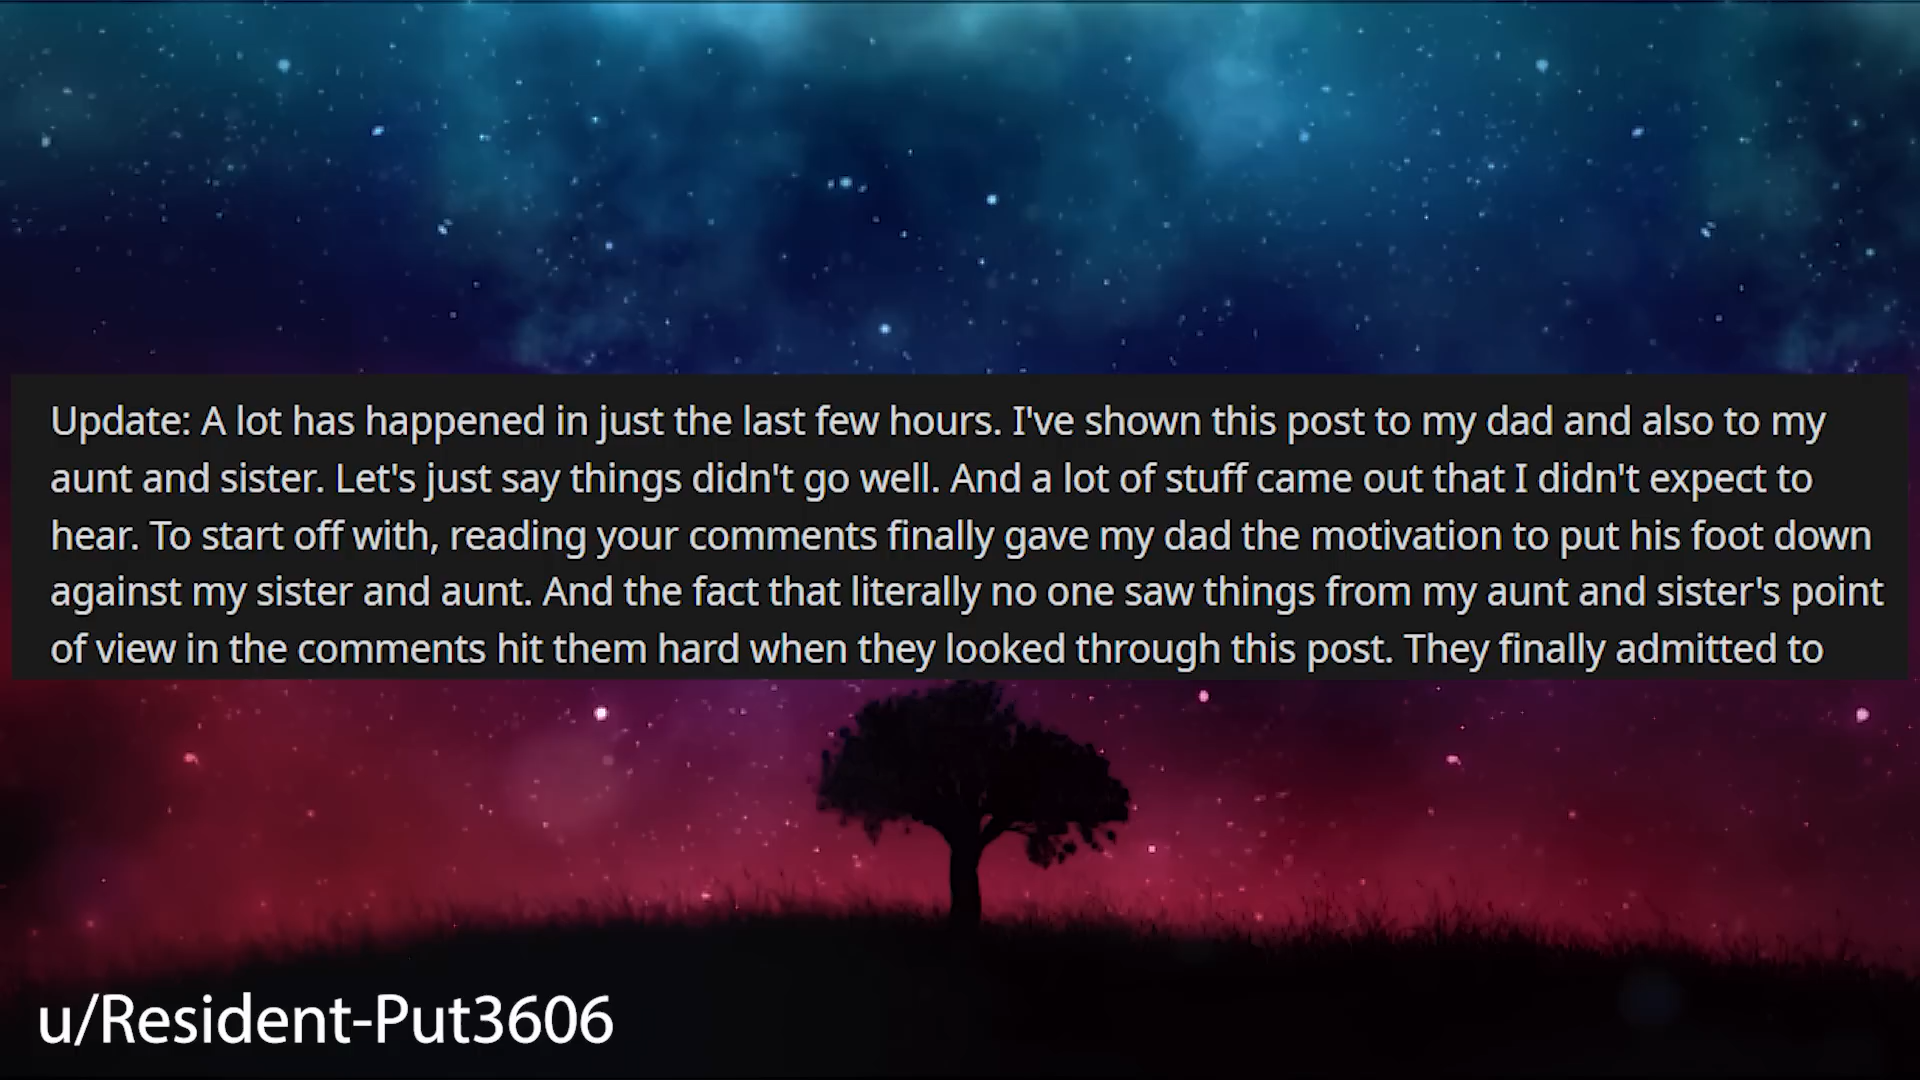 Update: A lot has happened in just the last few hours. I've shown this post to my dad and also to my
aunt and sister. Let's just say things didn't go well. And a lot of stuff came out that I didn't expect to
hear. To start off with, reading your comments finally gave my dad the motivation to put his foot down
against my sister and aunt. And the fact that literally no one saw things from my aunt and sister's point
of view in the comments hit them hard when they looked through this post. They finally admitted to
u/Resident-Put3606